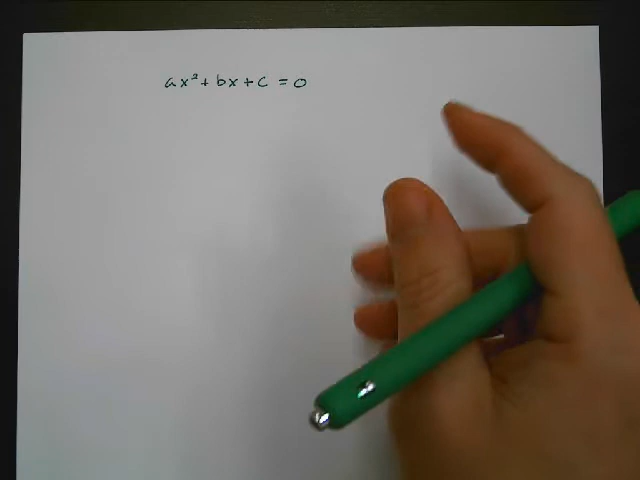 ax² + bx + c = 0